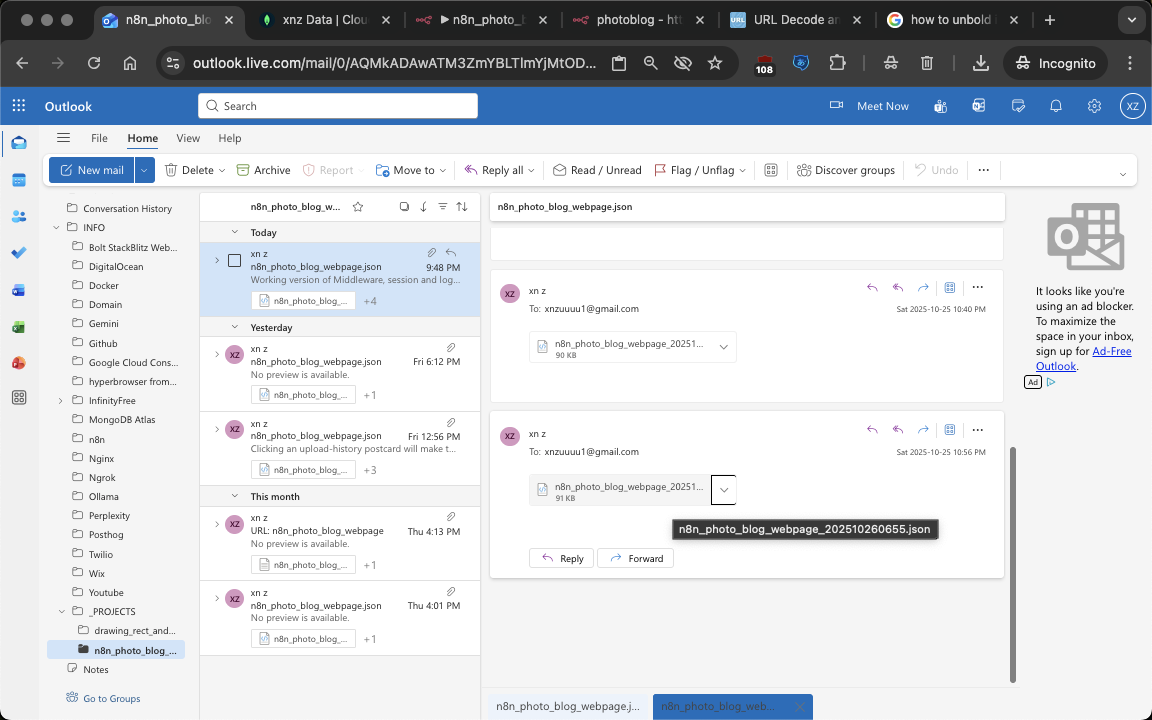 n8n_photo_blo
xnz Data | Clou
n8n_photo_b
photoblog - ht
URL Decode an
how to unbold i
outlook.live.com/mail/0/AQMkADAwATM3ZmYBLTlmYjMtOD...
108
Incognito
Outlook
Search
Meet Now
XZ
File
Home
View
Help
New mail
Delete
Archive
Report
Move to
Reply all
Read / Unread
Flag / Unflag
Discover groups
Undo
Conversation History
INFO
Bolt StackBlitz Web...
DigitalOcean
Docker
Domain
Gemini
Github
Google Cloud Cons...
hyperbrowser from...
InfinityFree
MongoDB Atlas
n8n
Nginx
Ngrok
Ollama
Perplexity
Posthog
Twilio
Wix
Youtube
_PROJECTS
drawing_rect_and...
n8n_photo_blog_...
Notes
Go to Groups
n8n_photo_blog_w...
Today
xn z
n8n_photo_blog_webpage.json 9:48 PM
Working version of Middleware, session and log...
n8n_photo_blog_... +4
Yesterday
XZ
xn z
n8n_photo_blog_webpage.json Fri 6:12 PM
No preview is available.
n8n_photo_blog_... +1
XZ
xn z
n8n_photo_blog_webpage.json Fri 12:56 PM
Clicking an upload-history postcard will make t...
n8n_photo_blog_... +3
This month
XZ
xn z
URL: n8n_photo_blog_webpage Thu 4:13 PM
No preview is available.
n8n_photo_blog_... +1
XZ
xn z
n8n_photo_blog_webpage.json Thu 4:01 PM
No preview is available.
n8n_photo_blog_... +1
n8n_photo_blog_webpage.json
XZ
xn z
To: xnzuuuu1@gmail.com Sat 2025-10-25 10:40 PM
n8n_photo_blog_webpage_20251...
90 KB
XZ
xn z
To: xnzuuuu1@gmail.com Sat 2025-10-25 10:56 PM
n8n_photo_blog_webpage_20251...
91 KB
n8n_photo_blog_webpage_202510260655.json
Reply
Forward
n8n_photo_blog_webpage.j...
n8n_photo_blog_web...
It looks like you're
using an ad blocker.
To maximize the
space in your inbox,
sign up for Ad-Free
Outlook.
Ad